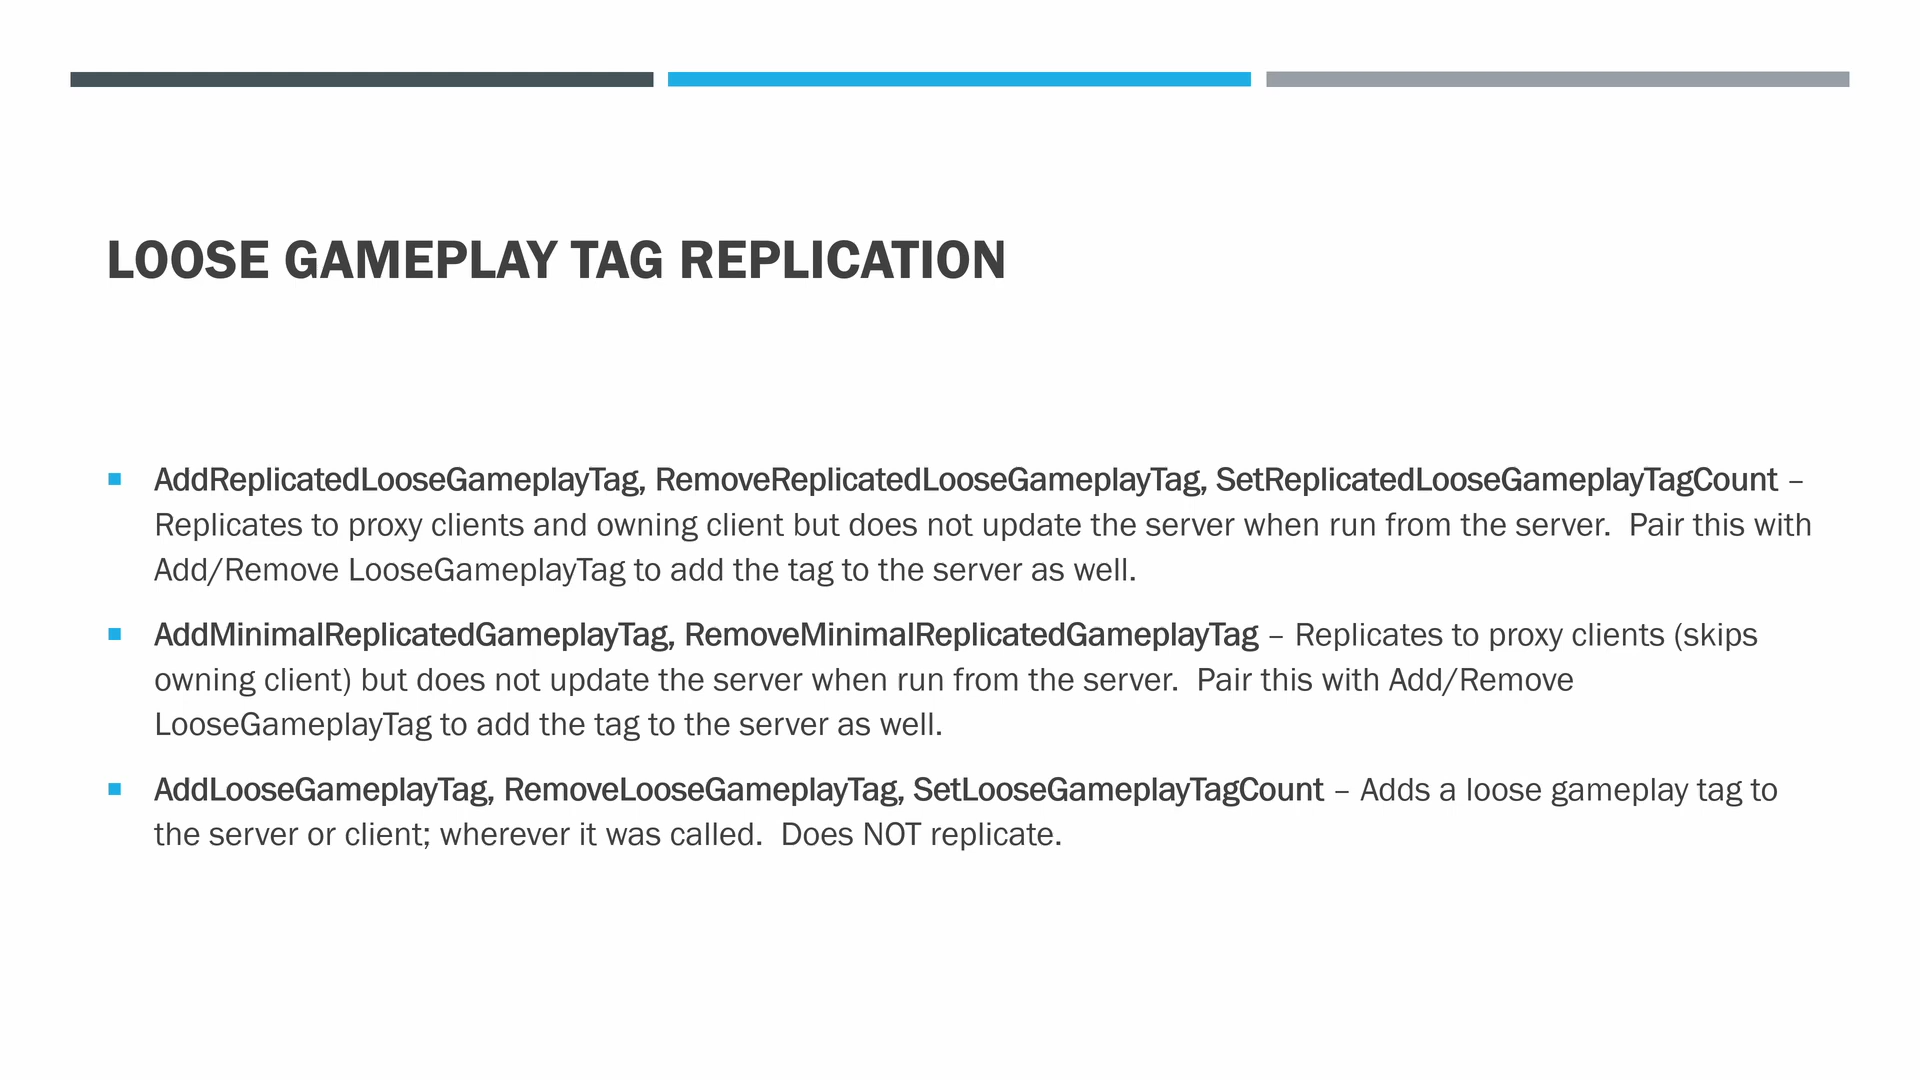 LOOSE GAMEPLAY TAG REPLICATION
AddReplicatedLooseGameplayTag, RemoveReplicatedLooseGameplayTag, SetReplicatedLooseGameplayTagCount –
Replicates to proxy clients and owning client but does not update the server when run from the server.  Pair this with
Add/Remove LooseGameplayTag to add the tag to the server as well.
AddMinimalReplicatedGameplayTag, RemoveMinimalReplicatedGameplayTag – Replicates to proxy clients (skips
owning client) but does not update the server when run from the server.  Pair this with Add/Remove
LooseGameplayTag to add the tag to the server as well.
AddLooseGameplayTag, RemoveLooseGameplayTag, SetLooseGameplayTagCount – Adds a loose gameplay tag to
the server or client; wherever it was called.  Does NOT replicate.